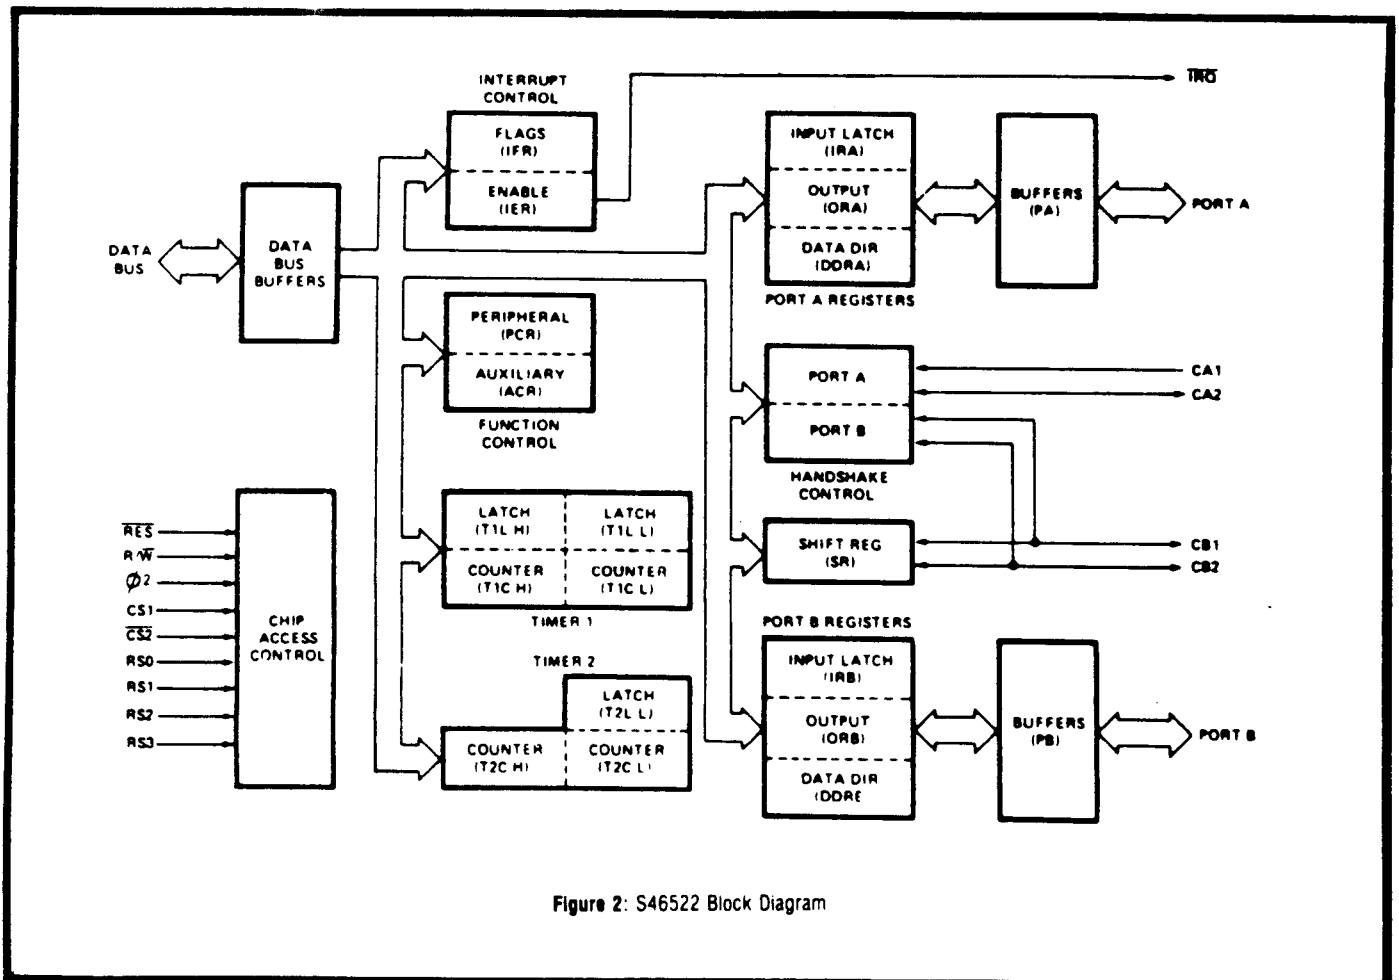 INTERRUPT
CONTROL
FLAGS
(IFR)
ENABLE
(IER)
IRQ
DATA
BUS
DATA
BUS
BUFFERS
PERIPHERAL
(PCR)
AUXILIARY
(ACR)
FUNCTION
CONTROL
INPUT LATCH
(IRA)
OUTPUT
(ORA)
DATA DIR
(DDRA)
PORT A REGISTERS
BUFFERS
(PA)
PORT A
PORT A
PORT B
HANDSHAKE
CONTROL
CA1
CA2
RES
R/W
Φ2
CS1
CS2
RS0
RS1
RS2
RS3
CHIP
ACCESS
CONTROL
LATCH
(T1L H)
LATCH
(T1L L)
COUNTER
(T1C H)
COUNTER
(T1C L)
TIMER 1
TIMER 2
LATCH
(T2L L)
COUNTER
(T2C H)
COUNTER
(T2C L)
SHIFT REG
(SR)
CB1
CB2
PORT B REGISTERS
INPUT LATCH
(IRB)
OUTPUT
(ORB)
DATA DIR
(DDRE
BUFFERS
(PB)
PORT B
Figure 2: S46522 Block Diagram